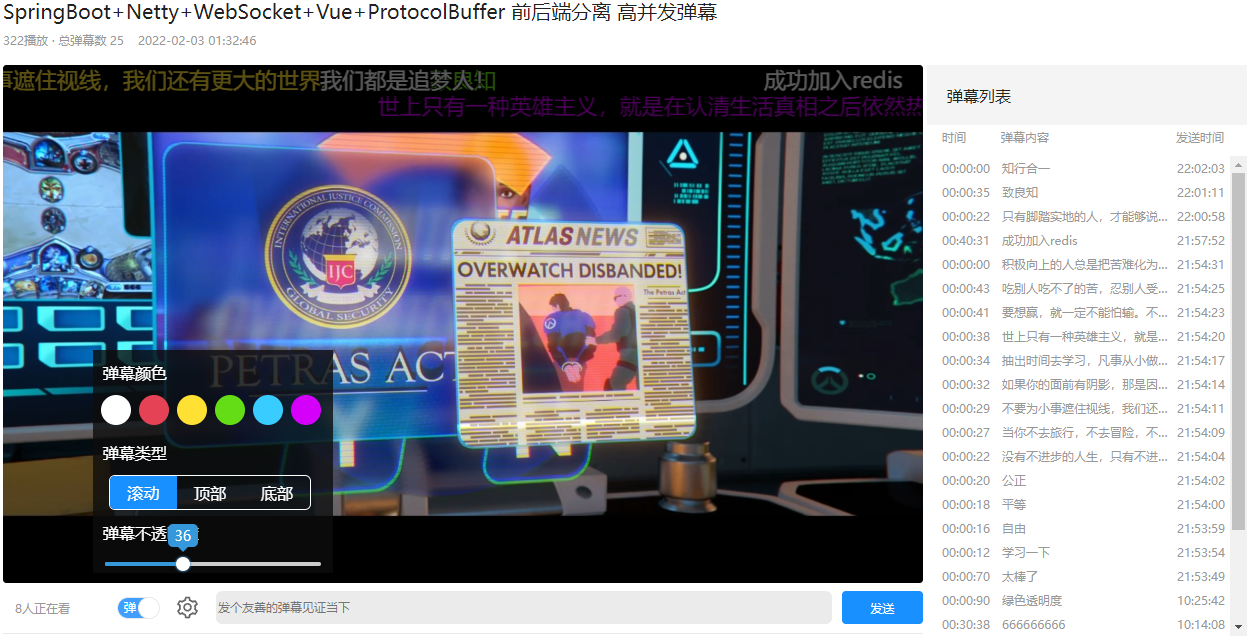 SpringBoot+Netty+WebSocket+Vue+ProtocolBuffer 前后端分离 高并发弹幕
322播放 · 总弹幕数 25 2022-02-03 01:32:46
事遮住视线，我们还有更大的世界
我们都是追梦人！
良知
成功加入redis
世上只有一种英雄主义，就是在认清生活真相之后依然热
INTERNATIONAL JUSTICE COMMISSION
IJC
GLOBAL SECURITY
PETRAS ACT
ATLAS NEWS
OVERWATCH DISBANDED!
The Petras Act
弹幕颜色
弹幕类型
滚动 顶部 底部
弹幕不透
36
8人正在看
弹
发个友善的弹幕见证当下
发送
弹幕列表
时间 弹幕内容 发送时间
00:00:00 知行合一 22:02:03
00:00:35 致良知 22:01:11
00:00:22 只有脚踏实地的人，才能够说... 22:00:58
00:40:31 成功加入redis 21:57:52
00:00:00 积极向上的人总是把苦难化为... 21:54:31
00:00:43 吃别人吃不了的苦，忍别人受... 21:54:25
00:00:41 要想赢，就一定不能怕输。不... 21:54:23
00:00:38 世上只有一种英雄主义，就是... 21:54:20
00:00:34 抽出时间去学习，凡事从小做... 21:54:17
00:00:32 如果你的面前有阴影，那是因... 21:54:14
00:00:29 不要为小事遮住视线，我们还... 21:54:11
00:00:27 当你不去旅行，不去冒险，不... 21:54:09
00:00:22 没有不进步的人生，只有不进... 21:54:04
00:00:20 公正 21:54:02
00:00:18 平等 21:54:00
00:00:16 自由 21:53:59
00:00:12 学习一下 21:53:54
00:00:70 太棒了 21:53:49
00:00:90 绿色透明度 10:25:42
00:30:38 666666666 10:14:08